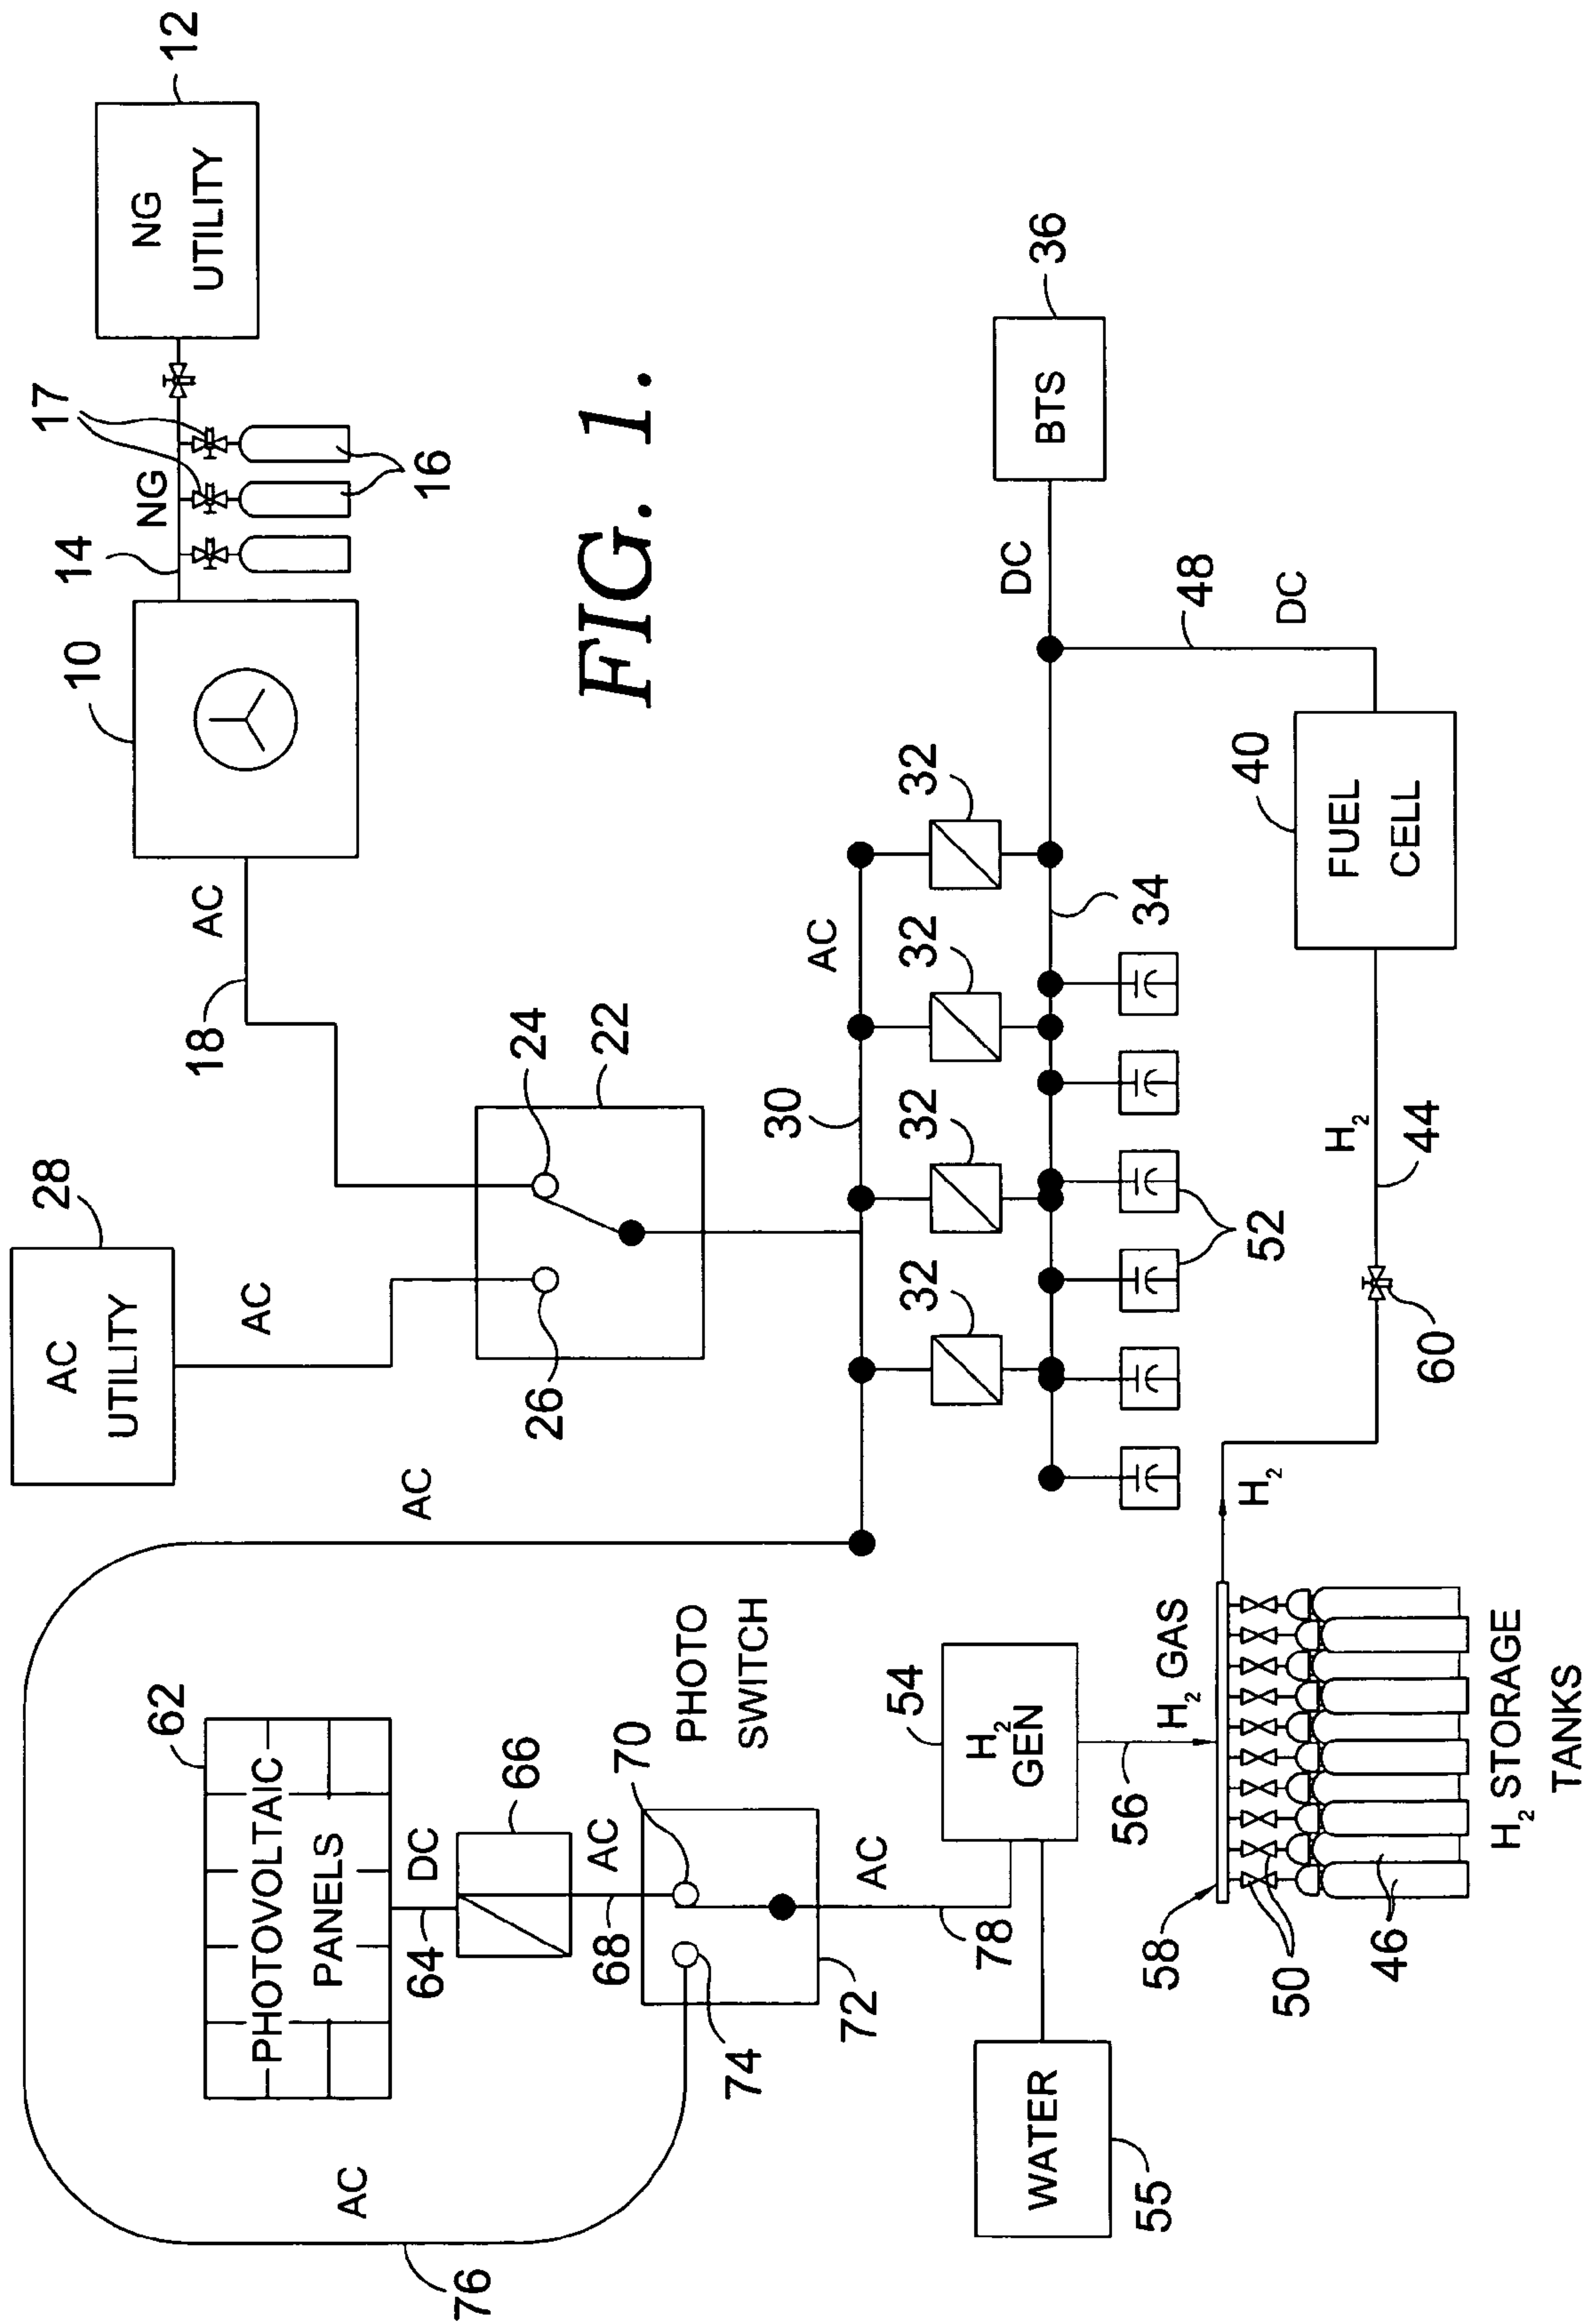 28
AC
UTILITY
AC
26
24
22
18
AC
10
14
NG
17
16
NG
UTILITY
12
FIG. 1.
76
AC
AC
62
PHOTOVOLTAIC
PANELS
64
DC
66
68
AC
70
PHOTO
SWITCH
74
72
78
AC
30
AC
32
32
32
32
34
DC
BTS
36
52
48
DC
40
FUEL
CELL
WATER
55
54
H2
GEN
56
H2 GAS
H2
58
50
46
H2 STORAGE
TANKS
60
H2
44